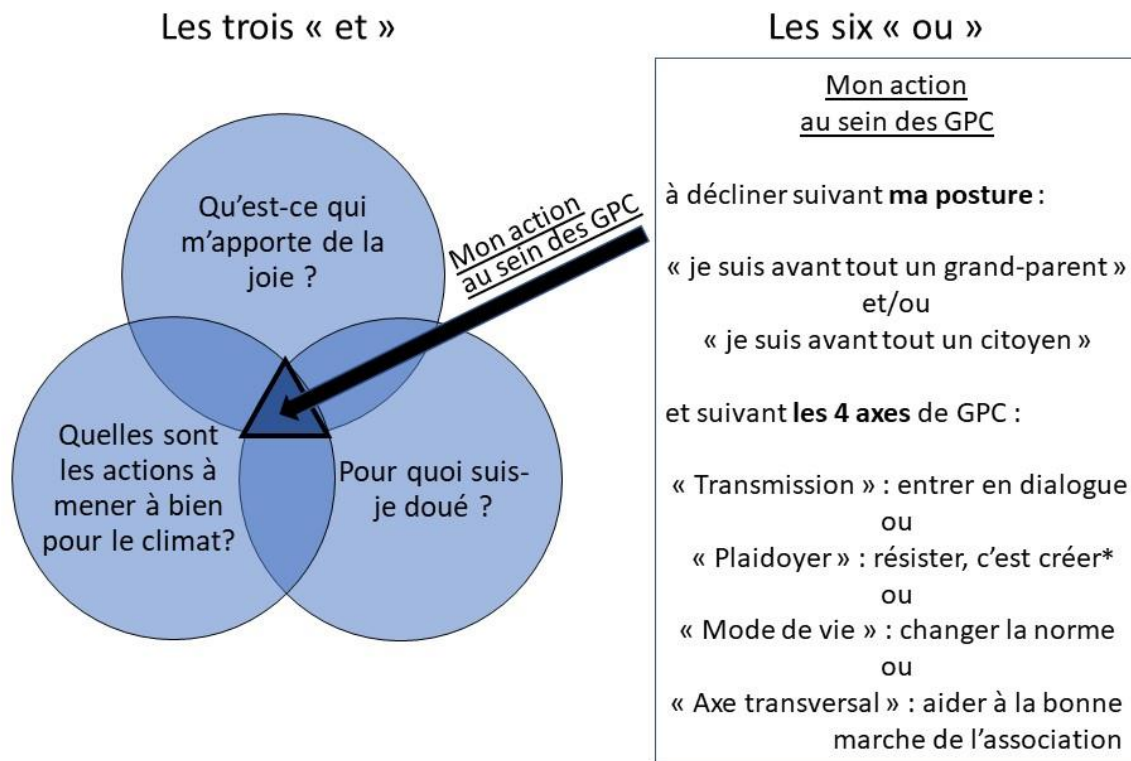 Les trois « et »
Qu’est-ce qui
m’apporte de la
joie ?
Quelles sont
les actions à
mener à bien
pour le climat?
Pour quoi suis-
je doué ?
Mon action
au sein des GPC
Les six « ou »
Mon action
au sein des GPC
à décliner suivant ma posture :
« je suis avant tout un grand-parent »
et/ou
« je suis avant tout un citoyen »
et suivant les 4 axes de GPC :
« Transmission » : entrer en dialogue
ou
« Plaidoyer » : résister, c’est créer*
ou
« Mode de vie » : changer la norme
ou
« Axe transversal » : aider à la bonne
marche de l’association